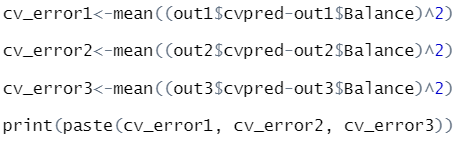 cv_error1<-mean((out1$cvpred-out1$Balance)^2)
cv_error2<-mean((out2$cvpred-out2$Balance)^2)
cv_error3<-mean((out3$cvpred-out3$Balance)^2)
print(paste(cv_error1, cv_error2, cv_error3))